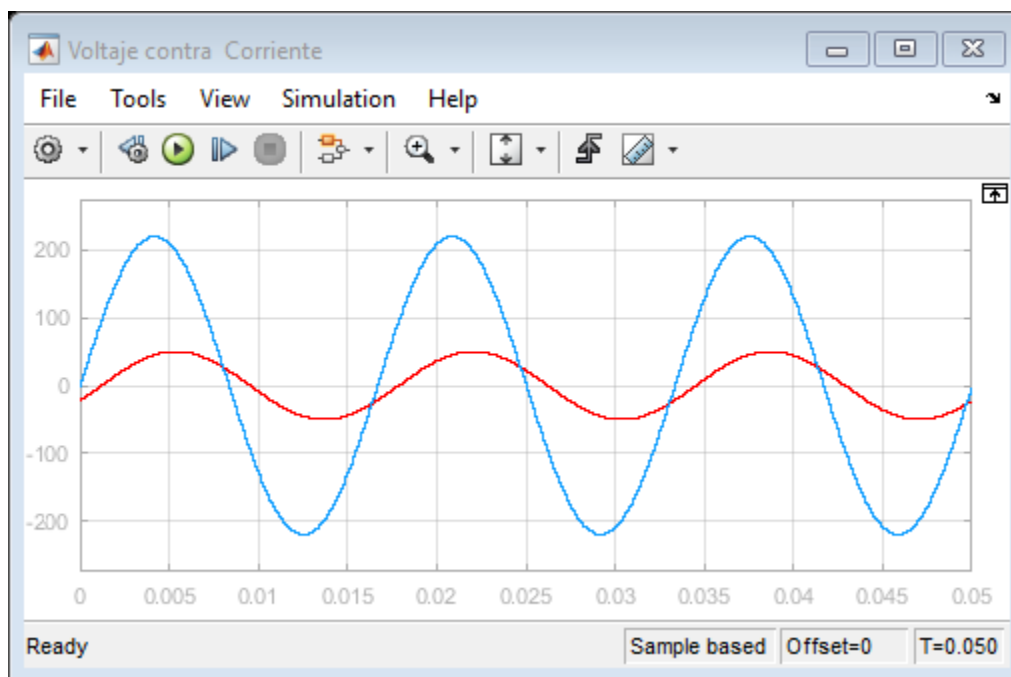 Voltaje contra  Corriente
File Tools View Simulation Help
200
100
0
-100
-200
0 0.005 0.01 0.015 0.02 0.025 0.03 0.035 0.04 0.045 0.05
Ready Sample based Offset=0 T=0.050